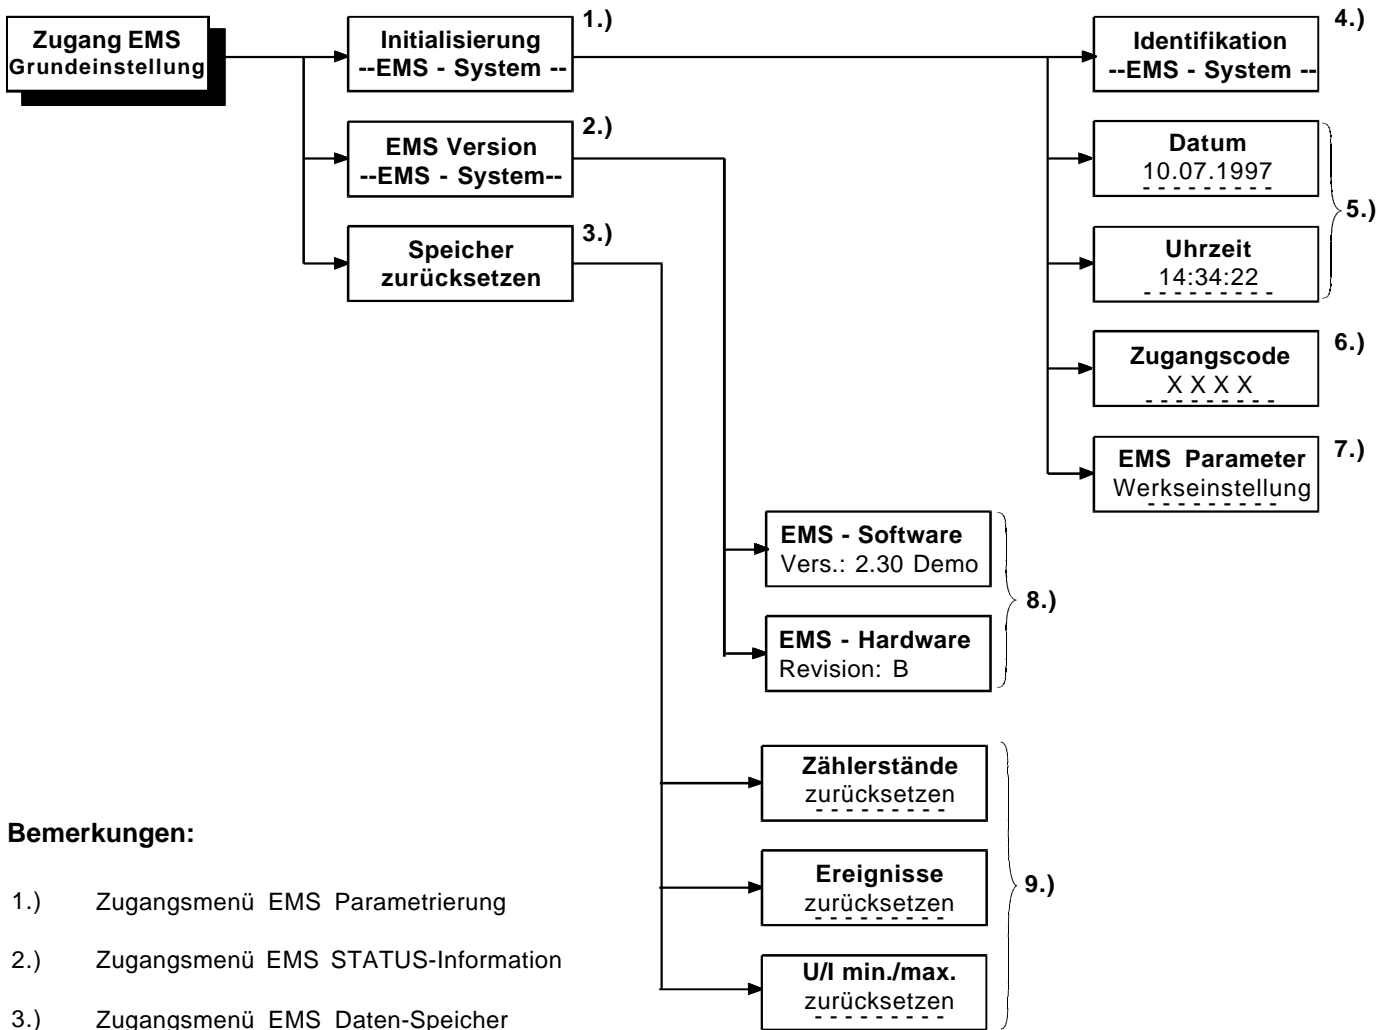 Zugang EMS
Grundeinstellung
Initialisierung
--EMS - System --
1.)
EMS Version
--EMS - System--
2.)
Speicher
zurücksetzen
3.)
Identifikation
--EMS - System --
4.)
Datum
10.07.1997
Uhrzeit
14:34:22
5.)
Zugangscode
X X X X
6.)
EMS Parameter
Werkseinstellung
7.)
EMS - Software
Vers.: 2.30 Demo
EMS - Hardware
Revision: B
8.)
Zählerstände
zurücksetzen
Ereignisse
zurücksetzen
U/I min./max.
zurücksetzen
9.)
Bemerkungen:
1.) Zugangsmenü EMS Parametrierung
2.) Zugangsmenü EMS STATUS-Information
3.) Zugangsmenü EMS Daten-Speicher